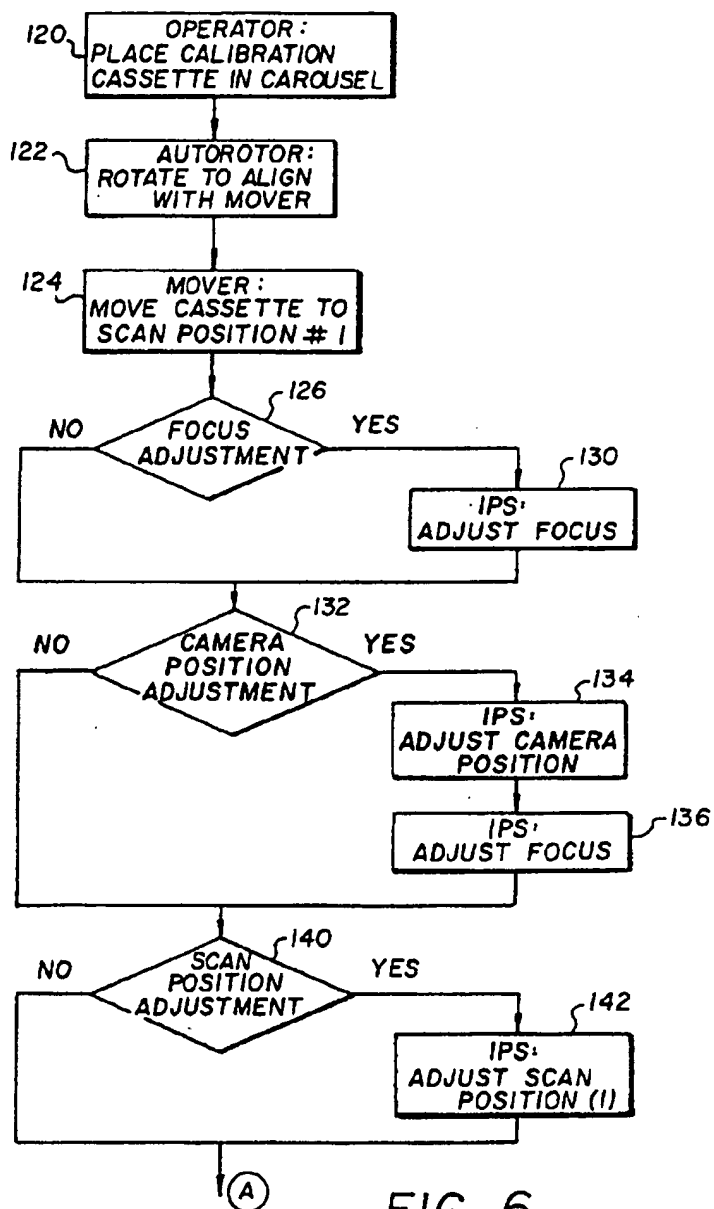 120
OPERATOR:
PLACE CALIBRATION
CASSETTE IN CAROUSEL
122
AUTOROTOR:
ROTATE TO ALIGN
WITH MOVER
124
MOVER:
MOVE CASSETTE TO
SCAN POSITION # 1
126
NO
FOCUS
ADJUSTMENT
YES
130
IPS:
ADJUST FOCUS
132
NO
CAMERA
POSITION
ADJUSTMENT
YES
134
IPS:
ADJUST CAMERA
POSITION
136
IPS:
ADJUST FOCUS
140
NO
SCAN
POSITION
ADJUSTMENT
YES
142
IPS:
ADJUST SCAN
POSITION (1)
A
FIG. 6